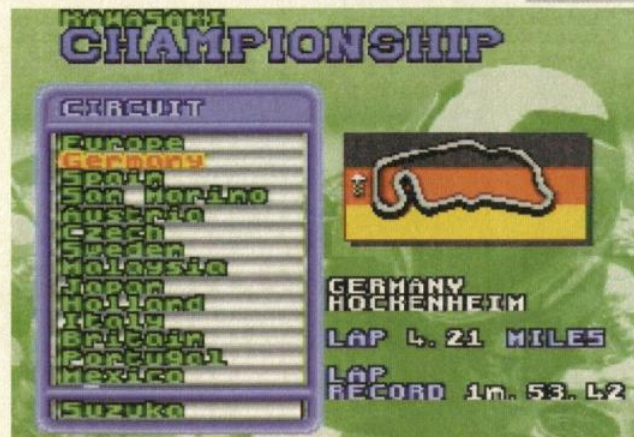 KAWASAKI
CHAMPIONSHIP
CIRCUIT
Europe
Germany
Spain
San Marino
Austria
Czech
Sweden
Malaysia
Japan
Holland
Italy
Britain
Portugal
Mexico
Suzuka
GERMANY
HOCKENHEIM
LAP 4.21 MILES
LAP
RECORD 1m.53.42